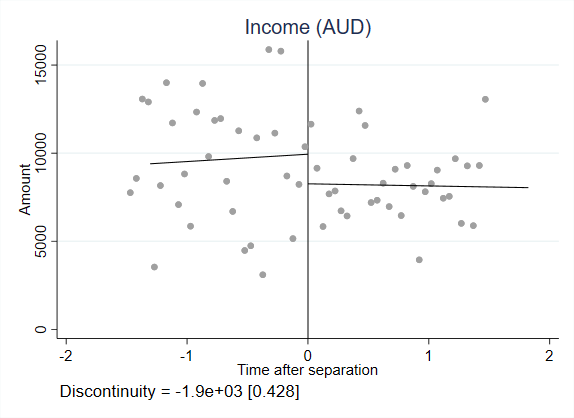 Income (AUD)
15000
10000
5000
0
Amount
-2
-1
0
1
2
Time after separation
Discontinuity = -1.9e+03 [0.428]